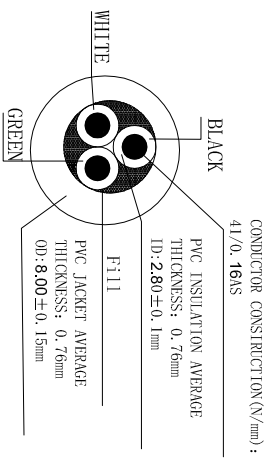 CONDUCTOR CONSTRUCTION(N/mm):
41/0.16AS
PVC INSULATION AVERAGE
THICKNESS: 0.76mm
ID:2.80±0.1mm
Fill
PVC JACKET AVERAGE
THICKNESS: 0.76mm
OD:8.00±0.15mm
BLACK
WHITE
GREEN